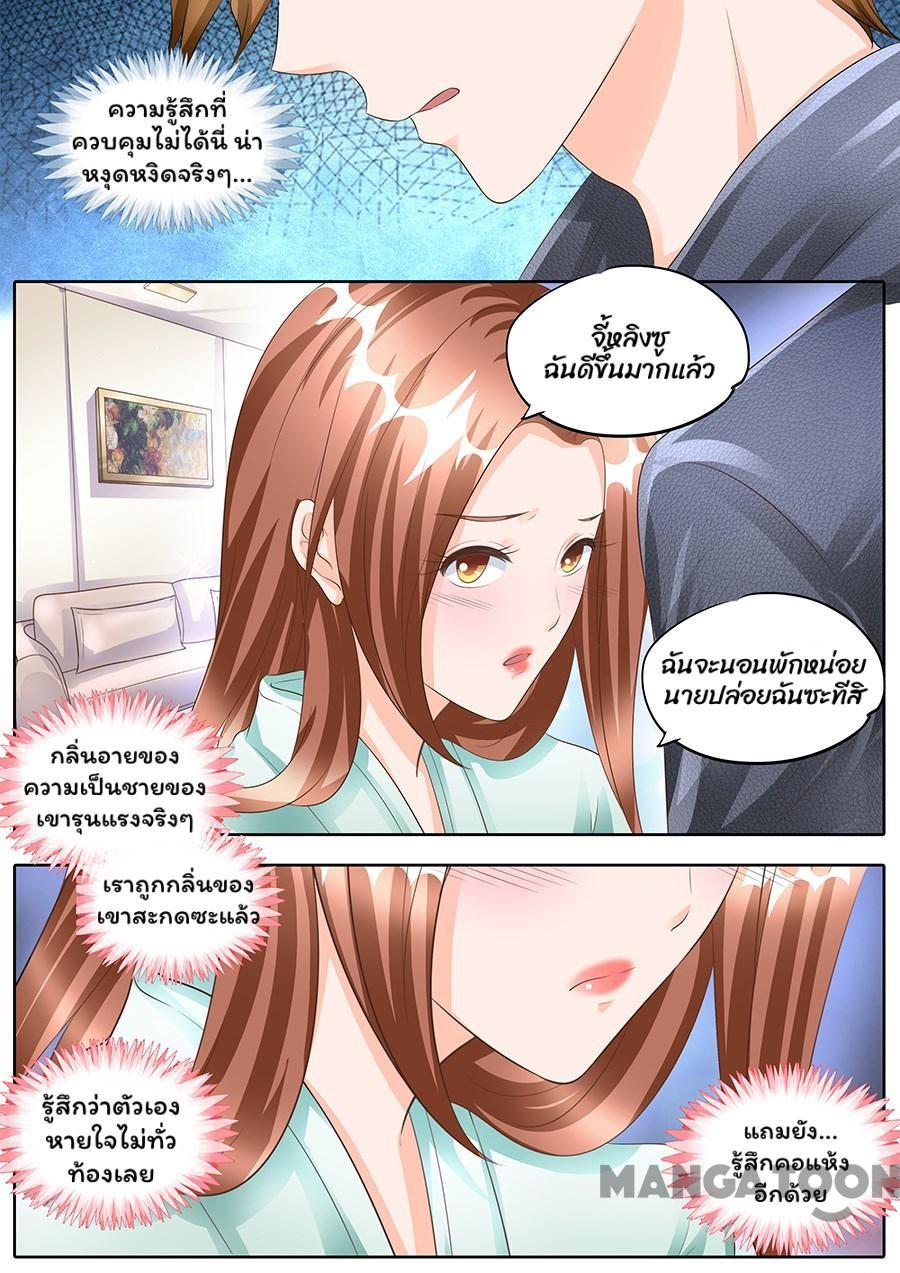 ความรู้สึกที่
ควบคุมไม่ได้นี่ น่า
หงุดหงิดจริงๆ...
จี้หลิงซู
ฉันดีขึ้นมากแล้ว
ฉันจะนอนพักหน่อย
นายปล่อยฉันซะทีสิ
กลิ่นอายของ
ความเป็นชายของ
เขารุนแรงจริงๆ
เราถูกกลิ่นของ
เขาสะกดซะแล้ว
รู้สึกว่าตัวเอง
หายใจไม่ทั่ว
ท้องเลย
แถมยัง...
รู้สึกคอแห้ง
อีกด้วย
MANGATOON